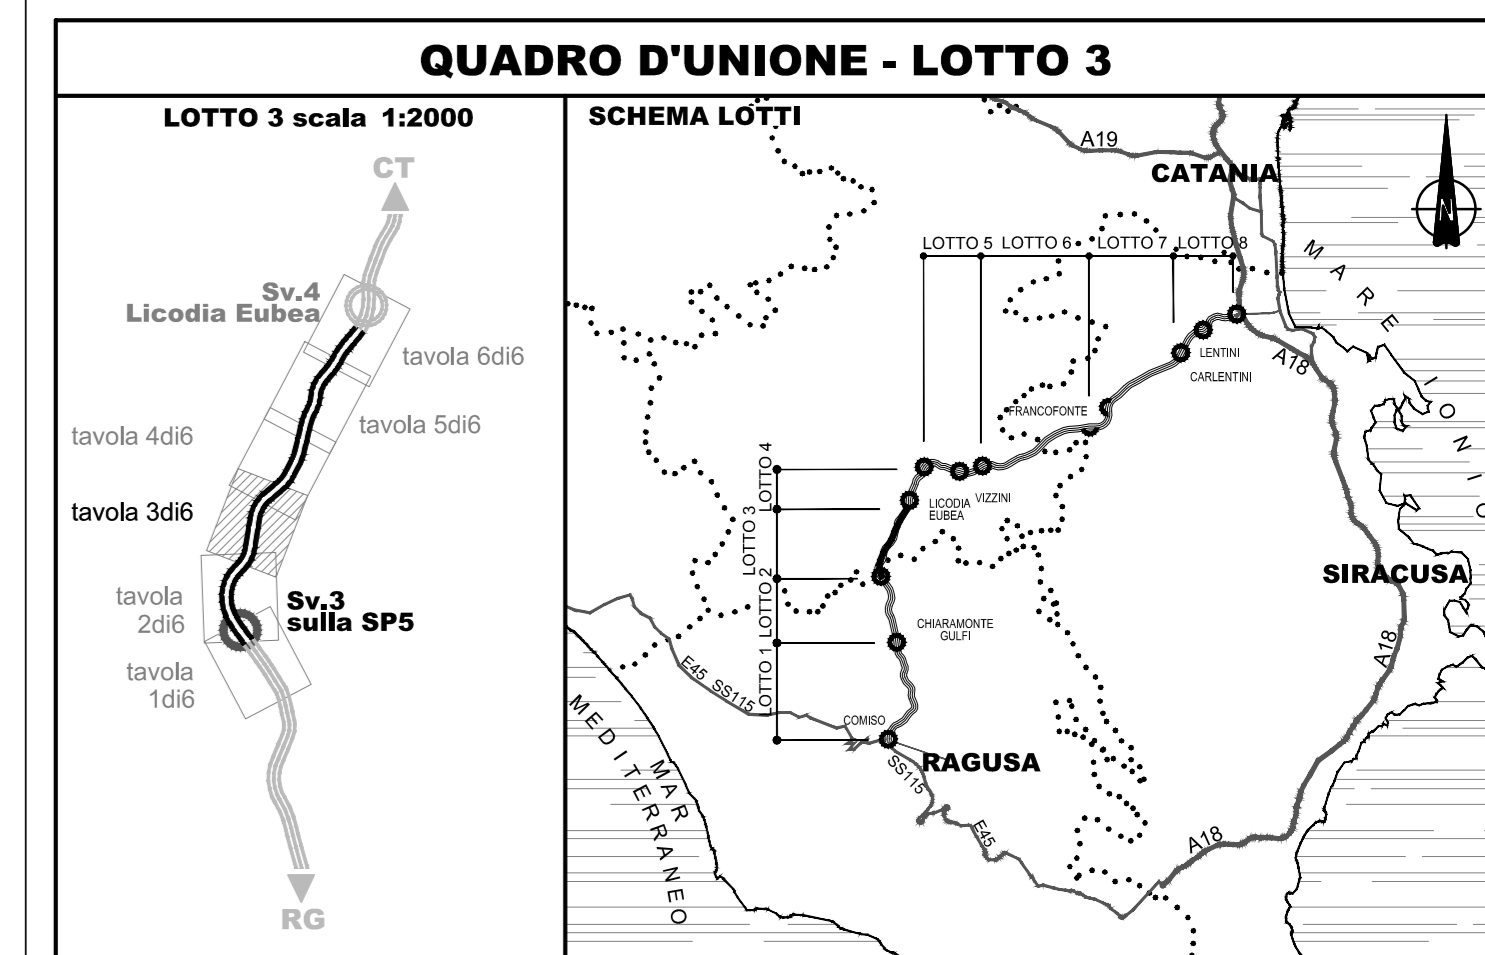 QUADRO D'UNIONE - LOTTO 3
LOTTO 3 scala 1:2000
CT
Sv.4
Licodia Eubea
tavola 6di6
tavola 5di6
tavola 4di6
tavola 3di6
tavola
2di6
Sv.3
sulla SP5
tavola
1di6
RG
SCHEMA LOTTI
A19
CATANIA
N
LOTTO 5
LOTTO 6
LOTTO 7
LOTTO 8
MARE IONIO
LENTINI
CARLENTINI
A18
FRANCOFONTE
LOTTO 4
LOTTO 3
LOTTO 2
LOTTO 1
LICODIA
EUBEA
VIZZINI
SIRACUSA
CHIARAMONTE
GULFI
E45 SS115
A18
COMISO
RAGUSA
SS115
MAR
MEDITERRANEO
E45
A18